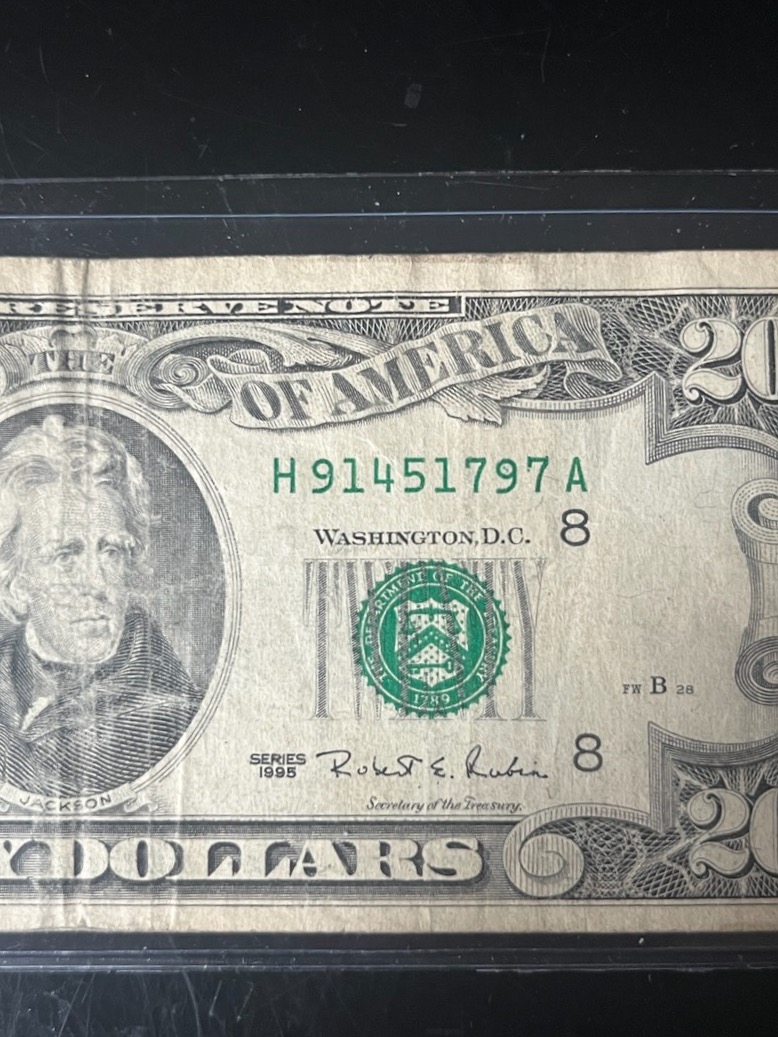 RESERVE NOTE
THE
OF AMERICA
20
H 91451797 A
WASHINGTON, D.C. 8
THE DEPARTMENT OF THE TREASURY
1789
FW B 28
SERIES
1995
Robert E. Rubin
8
Secretary of the Treasury.
JACKSON
Y DOLLARS
20